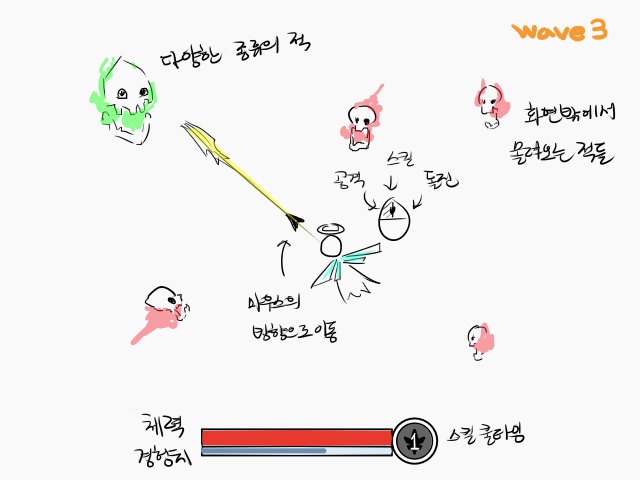 wave 3
다양한 종류의 적
화면밖에서
몰려오는 적들
스킬
공격
돌진
마우스의
방향으로 이동
체력
경험치
1
스킬 쿨타임